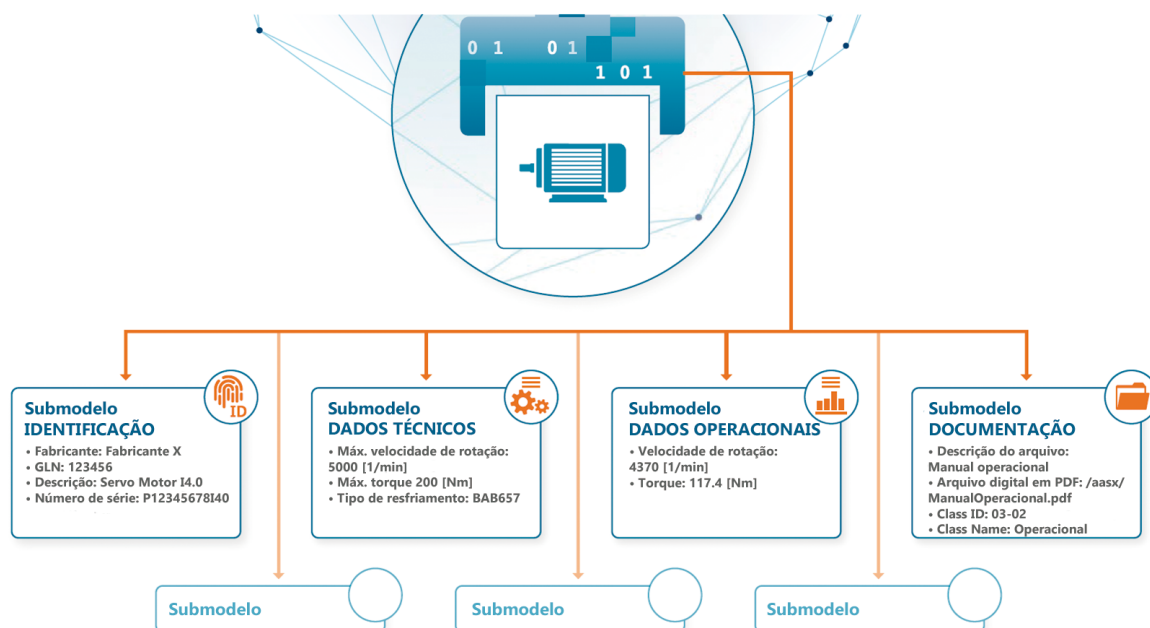 0 1 0 1
1 0 1
ID
Submodelo
IDENTIFICAÇÃO
• Fabricante: Fabricante X
• GLN: 123456
• Descrição: Servo Motor I4.0
• Número de série: P12345678I40
Submodelo
DADOS TÉCNICOS
• Máx. velocidade de rotação:
5000 [1/min]
• Máx. torque 200 [Nm]
• Tipo de resfriamento: BAB657
Submodelo
DADOS OPERACIONAIS
• Velocidade de rotação:
4370 [1/min]
• Torque: 117.4 [Nm]
Submodelo
DOCUMENTAÇÃO
• Descrição do arquivo:
Manual operacional
• Arquivo digital em PDF: /aasx/
ManualOperacional.pdf
• Class ID: 03-02
• Class Name: Operacional
Submodelo
Submodelo
Submodelo